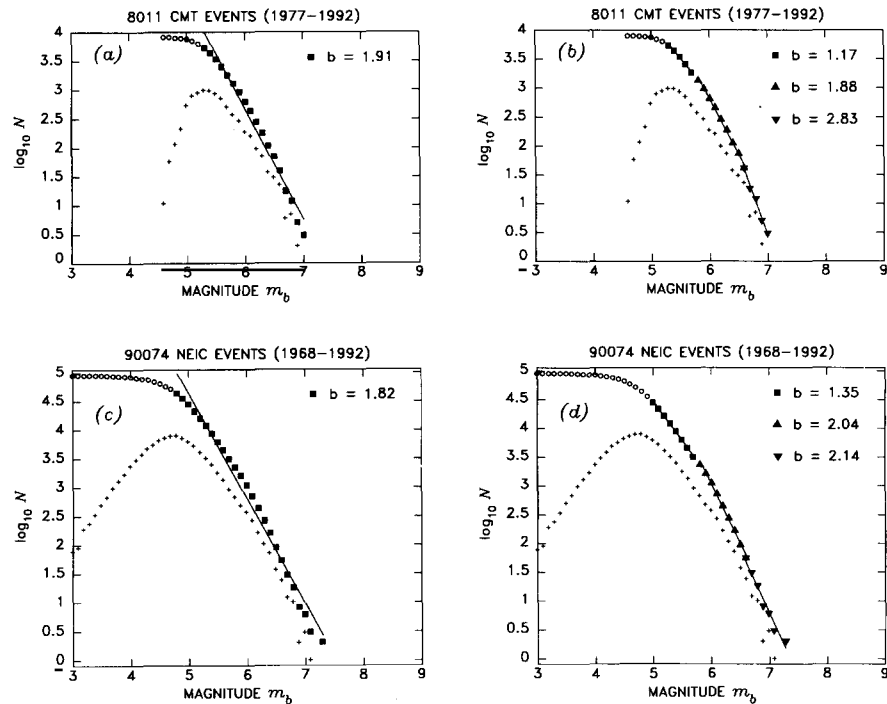 8011 CMT EVENTS (1977–1992)
(a)
■ b = 1.91
4
3.5
3
2.5
2
1.5
1
0.5
0
log₁₀ N
3 4 5 6 7 8 9
MAGNITUDE m_b
8011 CMT EVENTS (1977–1992)
(b)
■ b = 1.17
▲ b = 1.88
▼ b = 2.83
4
3.5
3
2.5
2
1.5
1
0.5
0
log₁₀ N
3 4 5 6 7 8 9
MAGNITUDE m_b
90074 NEIC EVENTS (1968–1992)
(c)
■ b = 1.82
5
4.5
4
3.5
3
2.5
2
1.5
1
0.5
0
log₁₀ N
3 4 5 6 7 8 9
MAGNITUDE m_b
90074 NEIC EVENTS (1968–1992)
(d)
■ b = 1.35
▲ b = 2.04
▼ b = 2.14
5
4.5
4
3.5
3
2.5
2
1.5
1
0.5
0
log₁₀ N
3 4 5 6 7 8 9
MAGNITUDE m_b